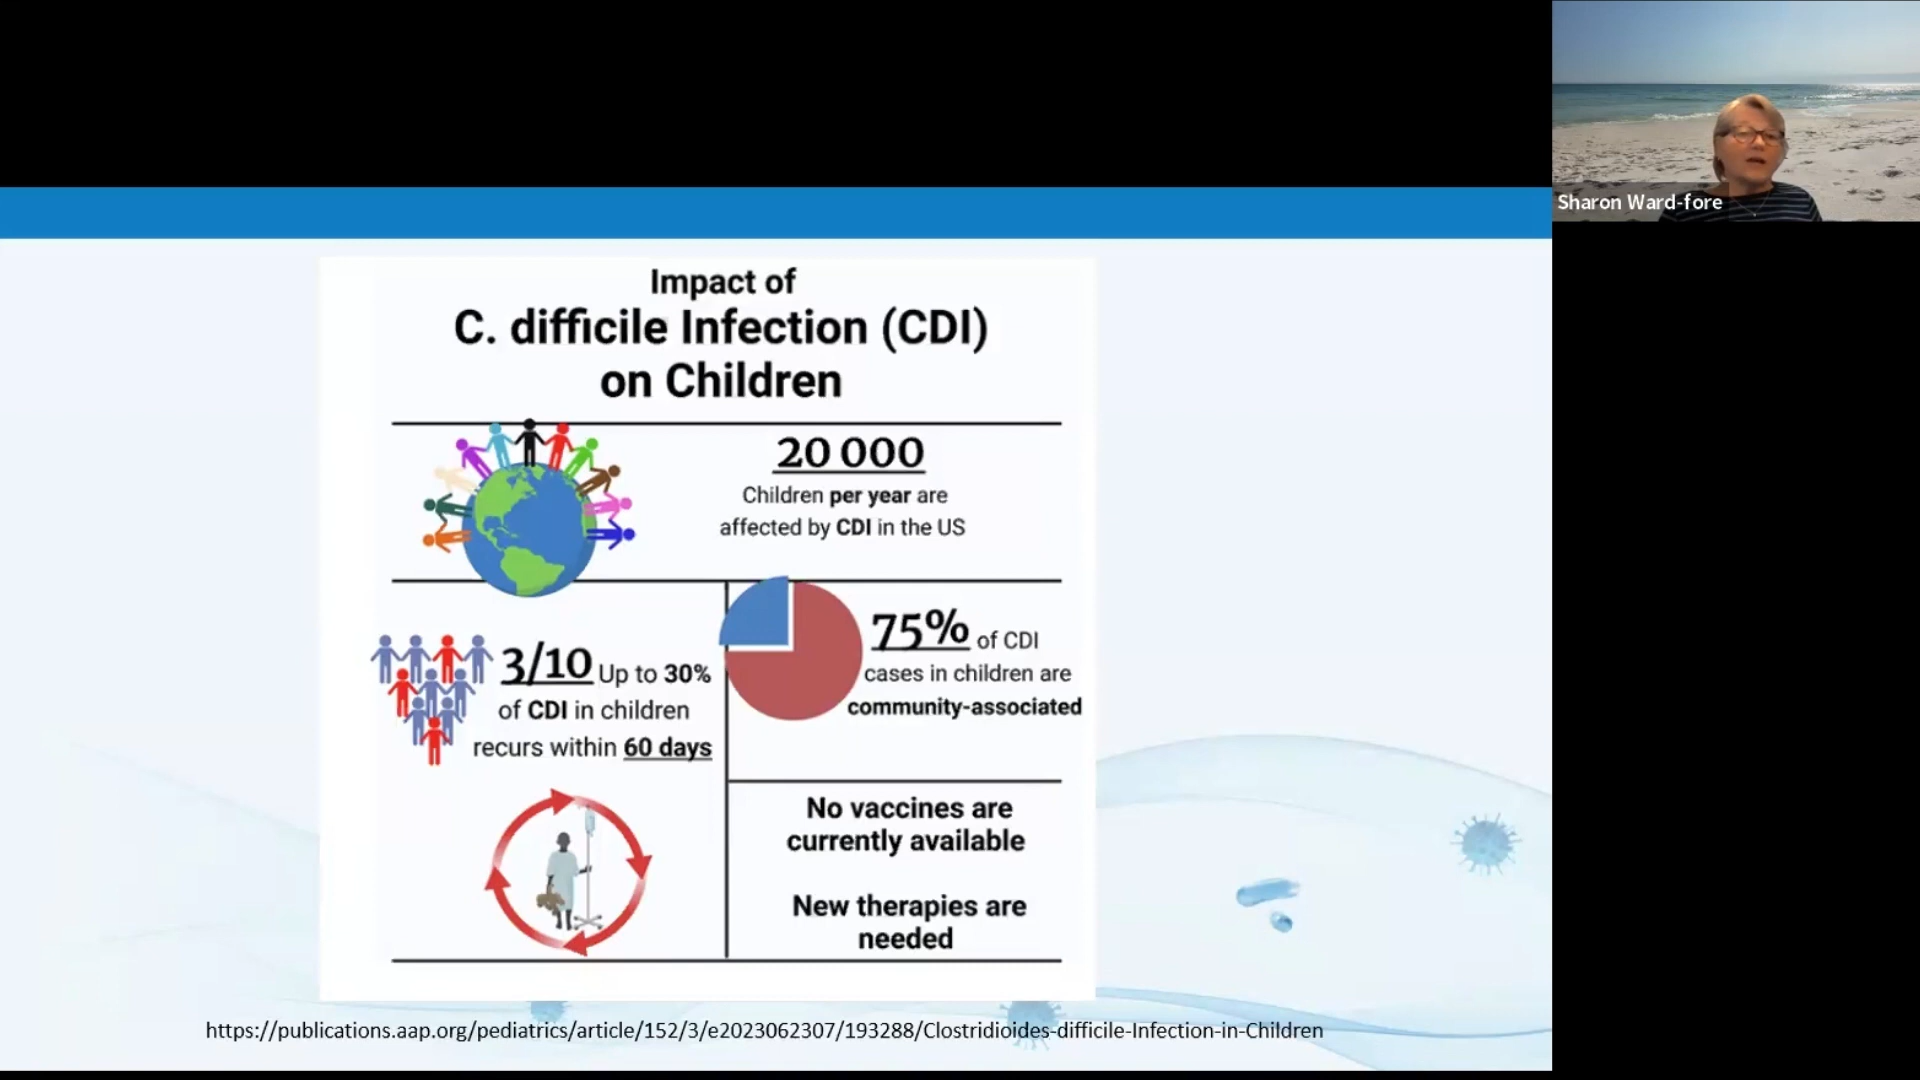 Sharon Ward-fore
Impact of
C. difficile Infection (CDI)
on Children
20 000
Children per year are
affected by CDI in the US
3/10 Up to 30%
of CDI in children
recurs within 60 days
75% of CDI
cases in children are
community-associated
No vaccines are
currently available
New therapies are
needed
https://publications.aap.org/pediatrics/article/152/3/e2023062307/193288/Clostridioides-difficile-Infection-in-Children